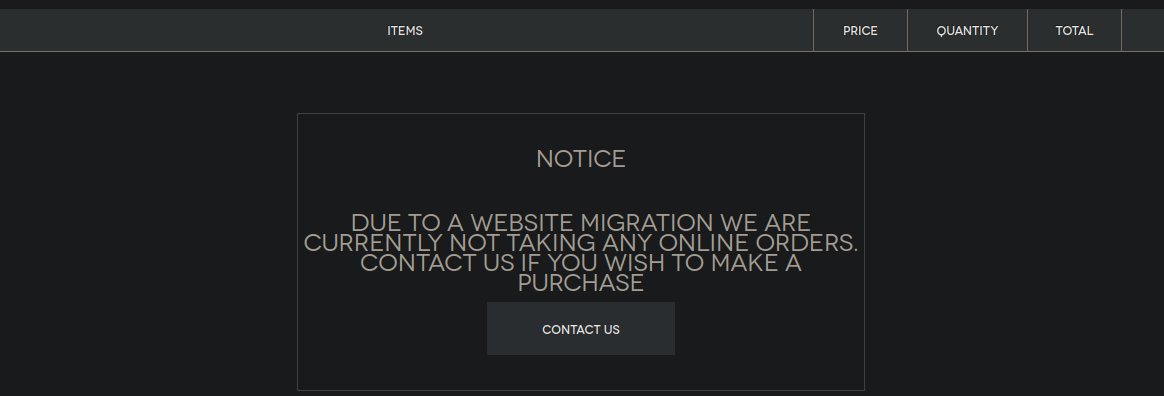 ITEMS PRICE QUANTITY TOTAL
NOTICE
DUE TO A WEBSITE MIGRATION WE ARE
CURRENTLY NOT TAKING ANY ONLINE ORDERS.
CONTACT US IF YOU WISH TO MAKE A
PURCHASE
CONTACT US